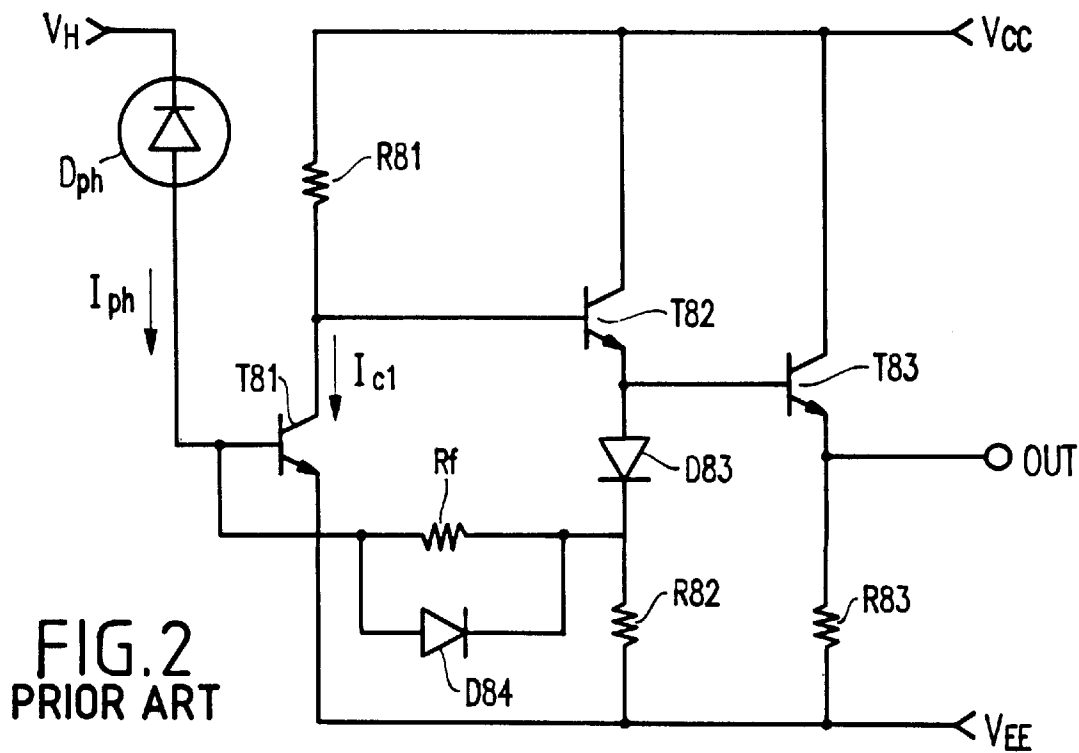 VH
VCC
Dph
R81
Iph
T82
T81
Ic1
T83
Rf
D83
OUT
R82
R83
D84
FIG.2
PRIOR ART
VEE